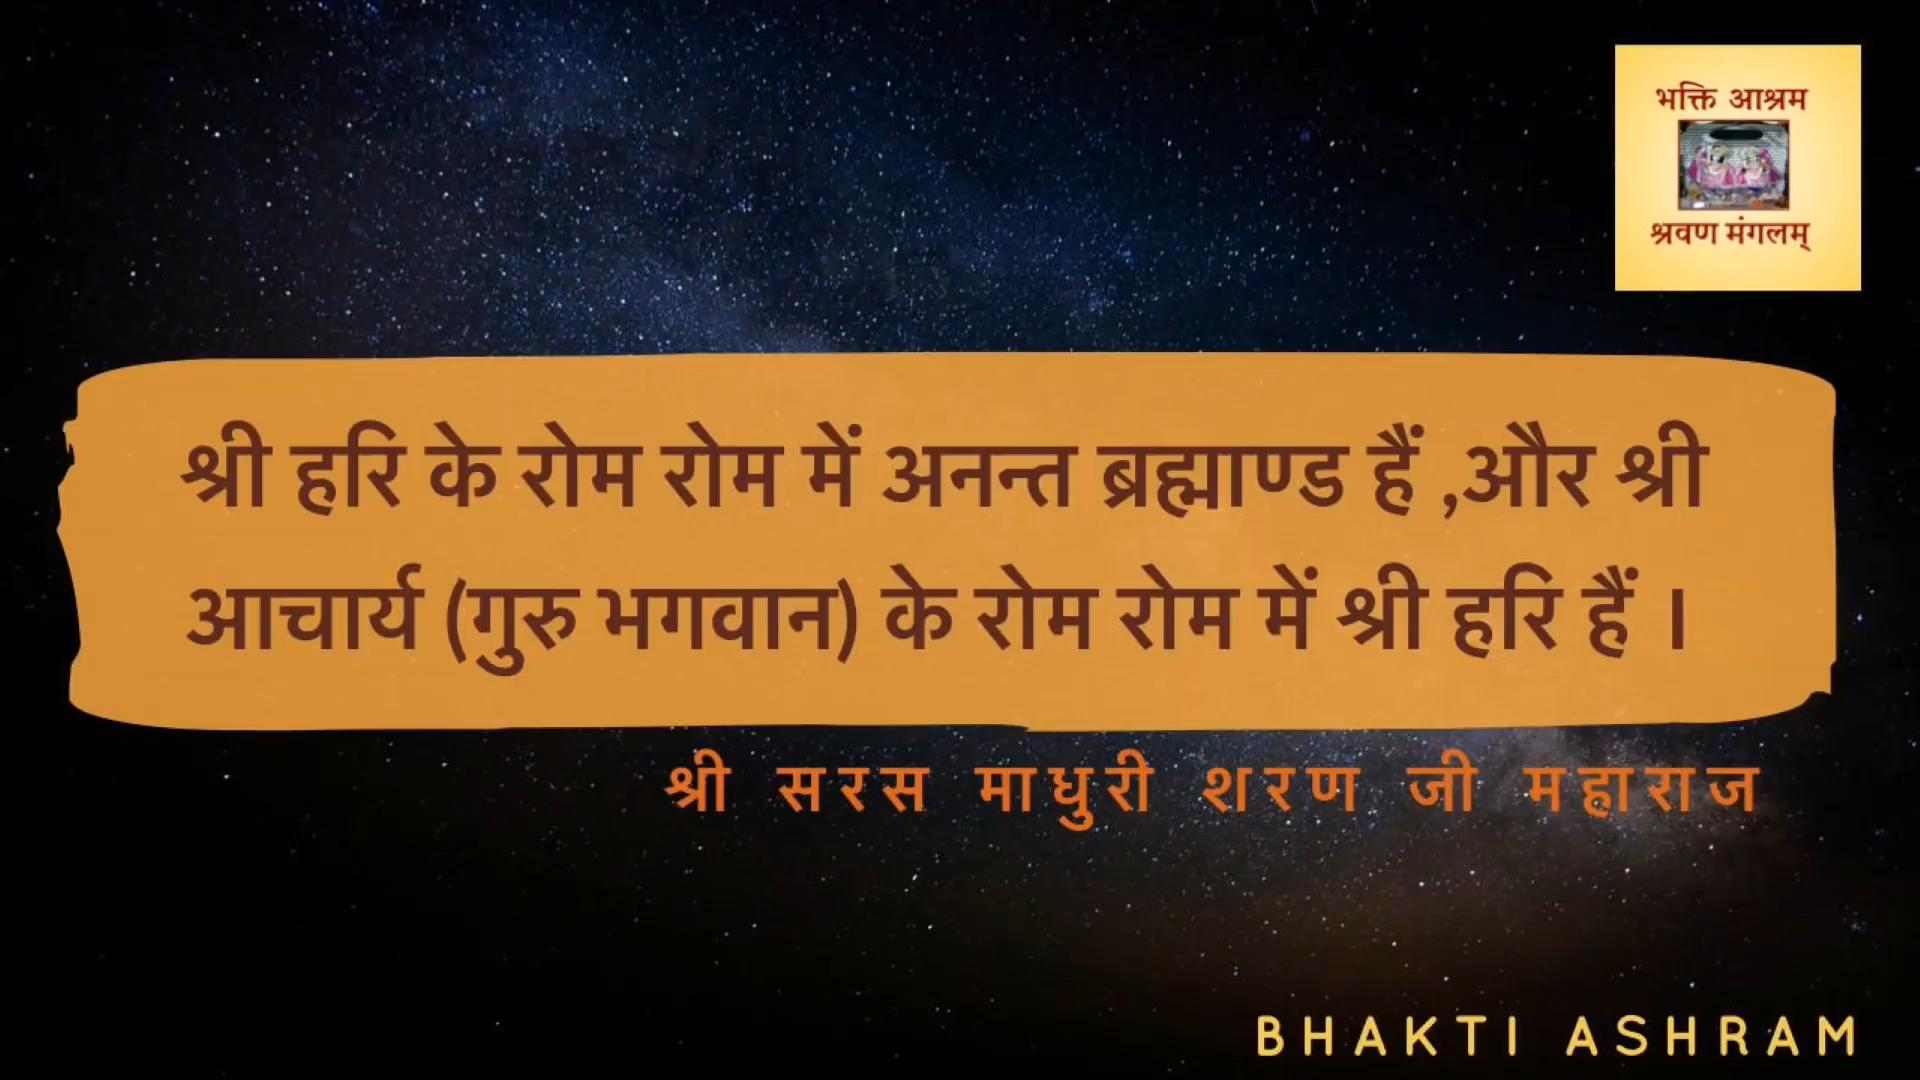 भक्ति आश्रम
श्रवण मंगलम्
श्री हरि के रोम रोम में अनन्त ब्रह्माण्ड हैं ,और श्री
आचार्य (गुरु भगवान) के रोम रोम में श्री हरि हैं ।
श्री सरस माधुरी शरण जी महाराज
BHAKTI ASHRAM